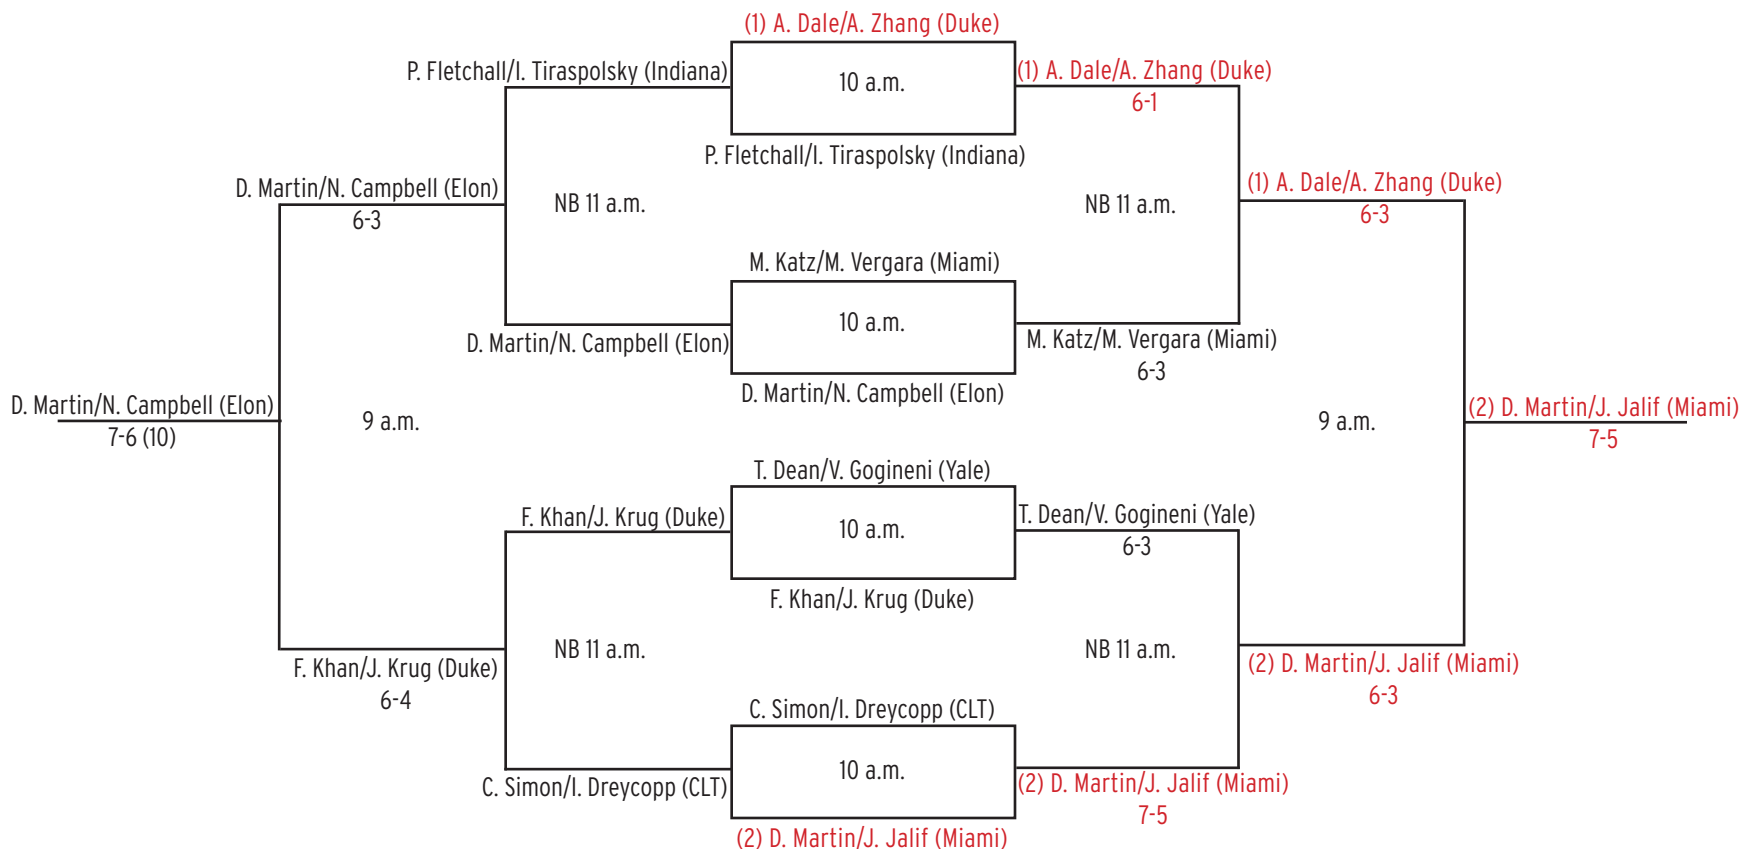 (1) A. Dale/A. Zhang (Duke)
P. Fletchall/I. Tiraspolsky (Indiana)
10 a.m.
(1) A. Dale/A. Zhang (Duke)
6-1
P. Fletchall/I. Tiraspolsky (Indiana)
D. Martin/N. Campbell (Elon)
6-3
NB 11 a.m.
NB 11 a.m.
(1) A. Dale/A. Zhang (Duke)
6-3
M. Katz/M. Vergara (Miami)
D. Martin/N. Campbell (Elon)
10 a.m.
M. Katz/M. Vergara (Miami)
6-3
D. Martin/N. Campbell (Elon)
D. Martin/N. Campbell (Elon)
7-6 (10)
9 a.m.
9 a.m.
(2) D. Martin/J. Jalif (Miami)
7-5
T. Dean/V. Gogineni (Yale)
F. Khan/J. Krug (Duke)
10 a.m.
T. Dean/V. Gogineni (Yale)
6-3
F. Khan/J. Krug (Duke)
F. Khan/J. Krug (Duke)
6-4
NB 11 a.m.
NB 11 a.m.
(2) D. Martin/J. Jalif (Miami)
6-3
C. Simon/I. Dreycopp (CLT)
C. Simon/I. Dreycopp (CLT)
10 a.m.
(2) D. Martin/J. Jalif (Miami)
7-5
(2) D. Martin/J. Jalif (Miami)